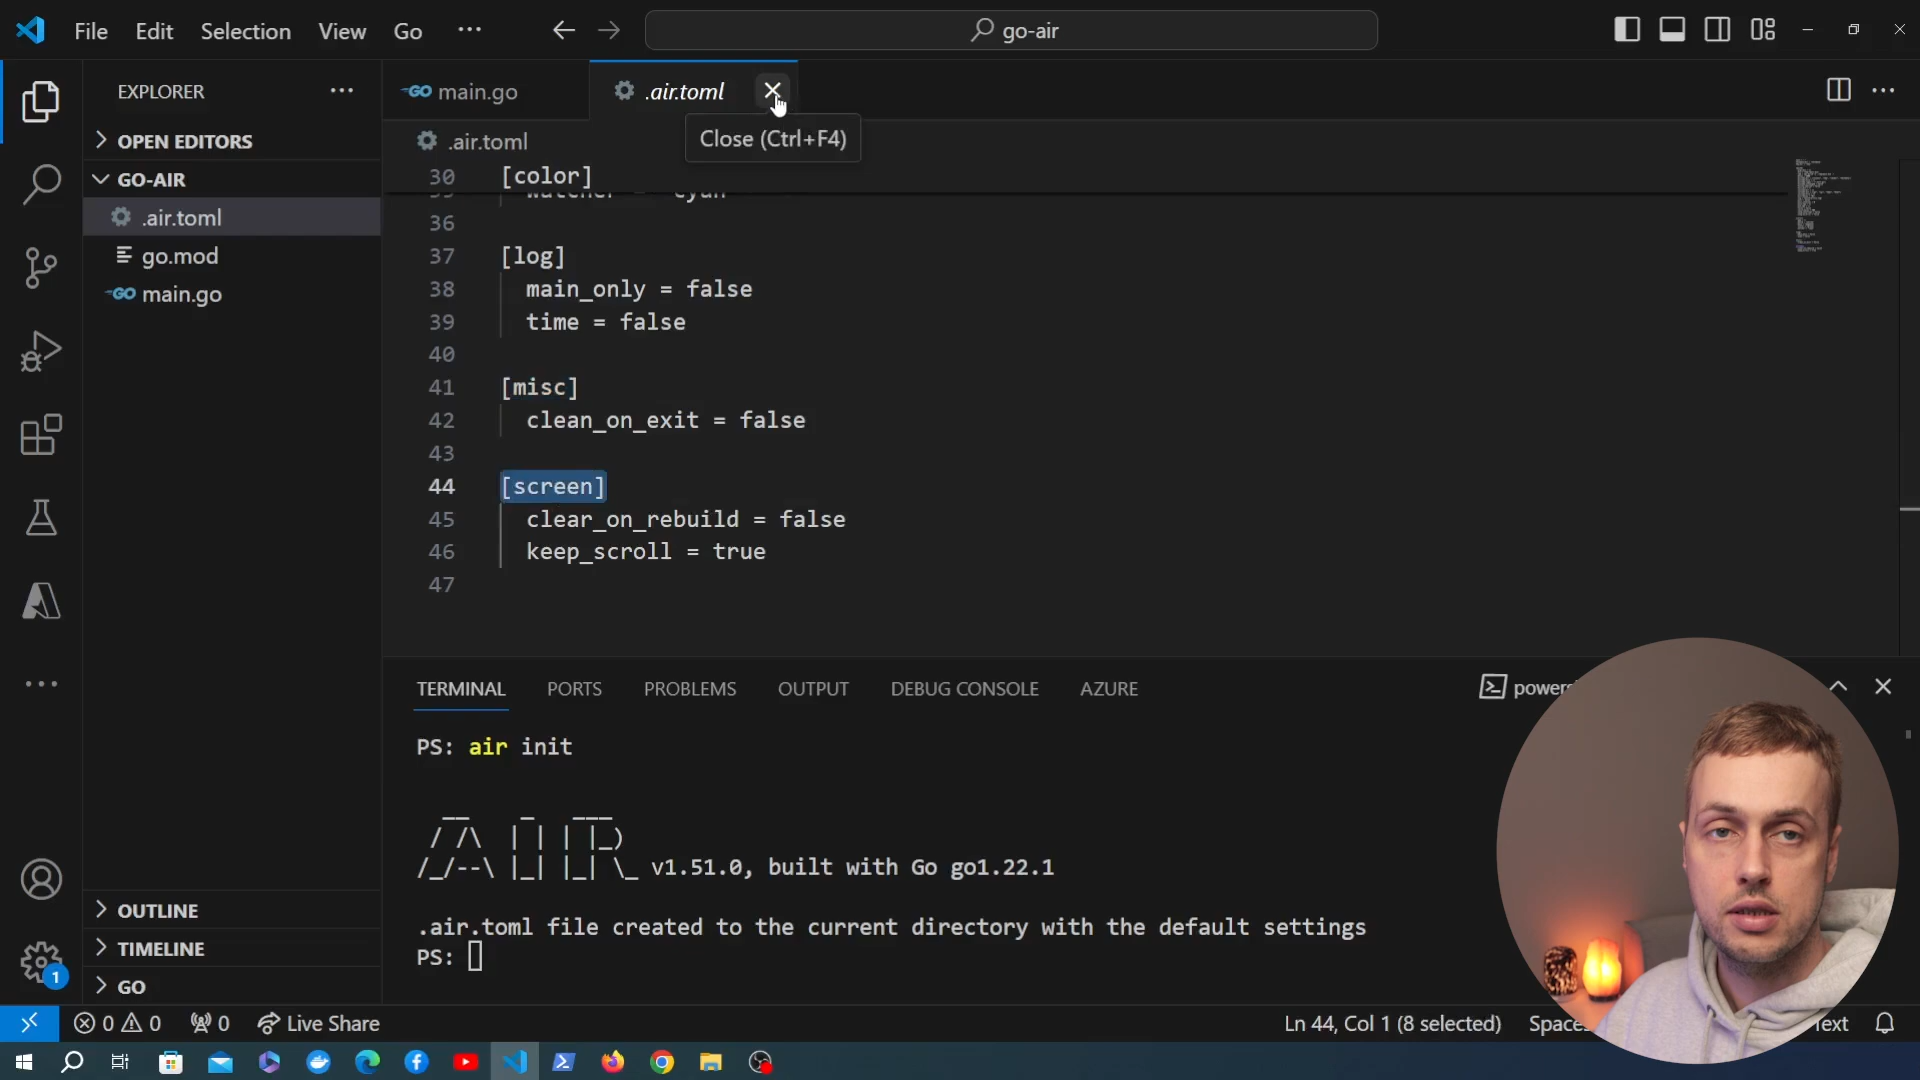 File Edit Selection View Go ···
go-air
EXPLORER
OPEN EDITORS
GO-AIR
.air.toml
go.mod
GO main.go
OUTLINE
TIMELINE
GO
1
GO main.go
.air.toml
Close (Ctrl+F4)
.air.toml
30 [color]
36
37 [log]
38 main_only = false
39 time = false
40
41 [misc]
42 clean_on_exit = false
43
44 [screen]
45 clear_on_rebuild = false
46 keep_scroll = true
47
TERMINAL PORTS PROBLEMS OUTPUT DEBUG CONSOLE AZURE
PS: air init
v1.51.0, built with Go go1.22.1
.air.toml file created to the current directory with the default settings
PS:
0 0 0 Live Share
Ln 44, Col 1 (8 selected)